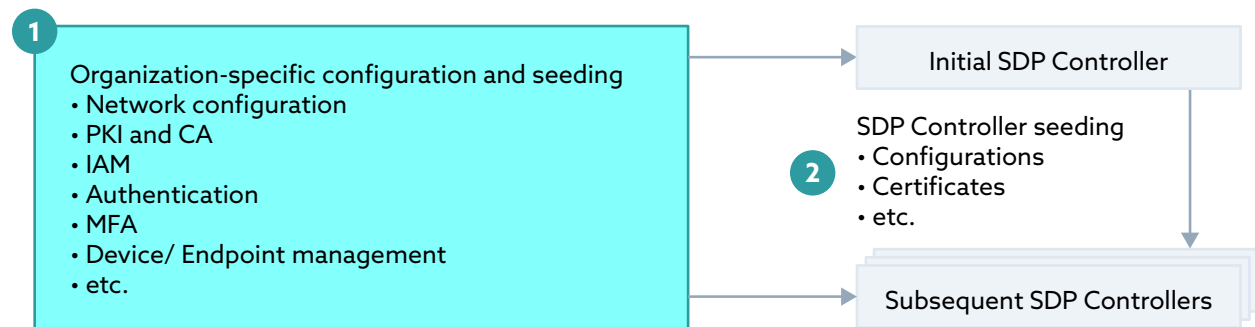 1
Organization-specific configuration and seeding
• Network configuration
• PKI and CA
• IAM
• Authentication
• MFA
• Device/ Endpoint management
• etc.
Initial SDP Controller
2
SDP Controller seeding
• Configurations
• Certificates
• etc.
Subsequent SDP Controllers